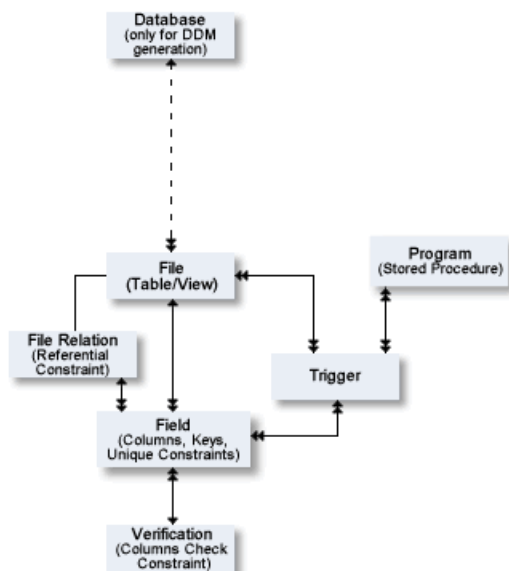 Database
(only for DDM
generation)
File
(Table/View)
Program
(Stored Procedure)
File Relation
(Referential
Constraint)
Trigger
Field
(Columns, Keys,
Unique Constraints)
Verification
(Columns Check
Constraint)